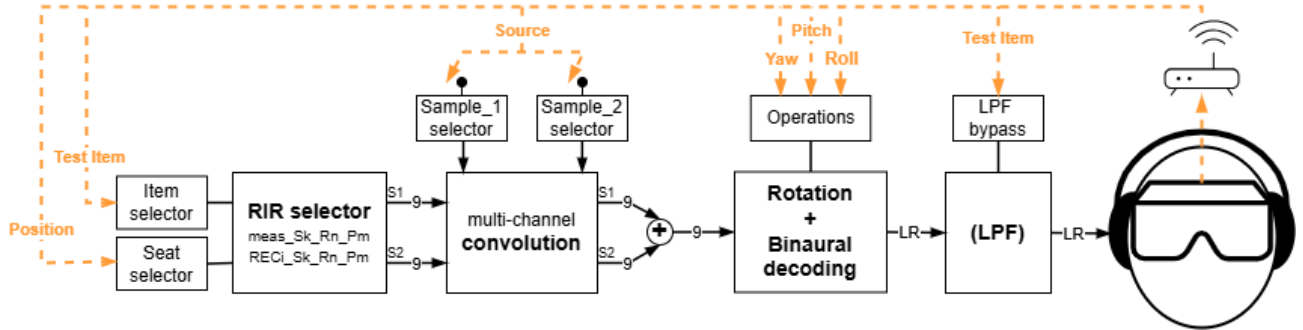 Source
Pitch
Yaw
Roll
Test Item
Sample_1
selector
Sample_2
selector
Operations
LPF
bypass
Test Item
Position
Item
selector
Seat
selector
RIR selector
meas_Sk_Rn_Pm
RECi_Sk_Rn_Pm
S1
9
S2
9
multi-channel
convolution
S1
9
S2
9
+
9
Rotation
+
Binaural
decoding
LR
(LPF)
LR